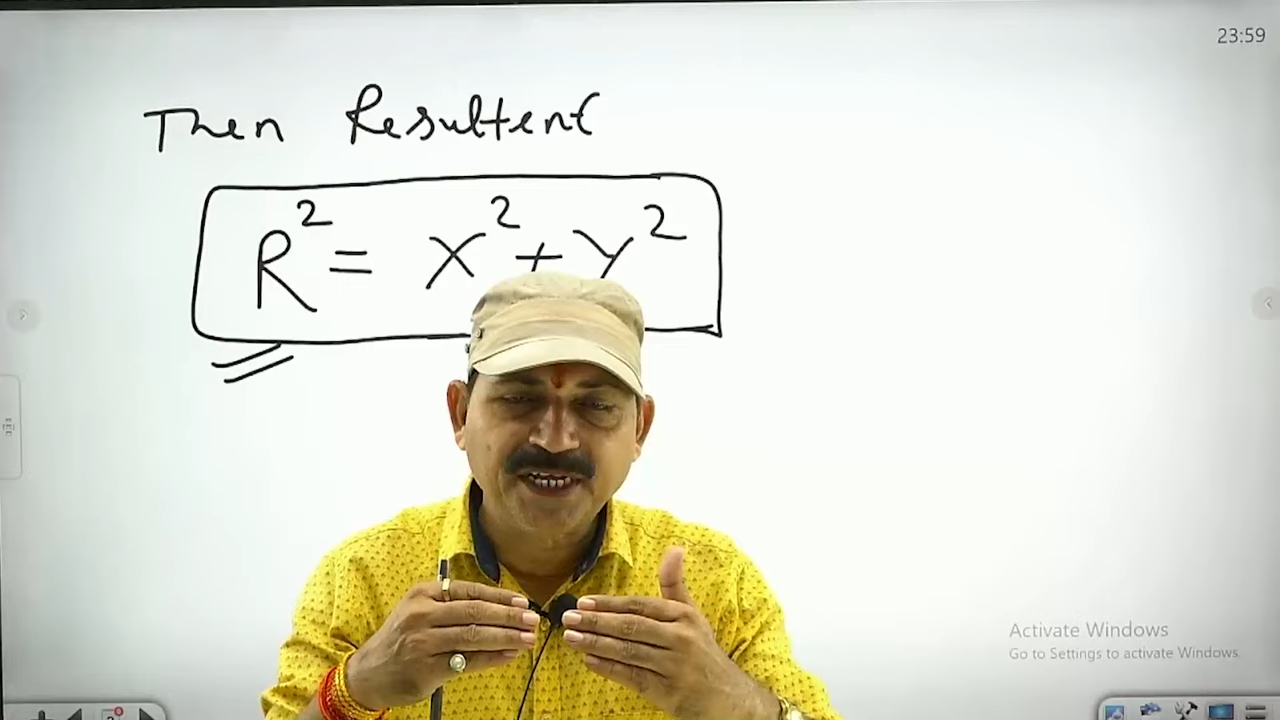 23:59
Then Resultent
R² = X² + Y²
Activate Windows
Go to Settings to activate Windows.